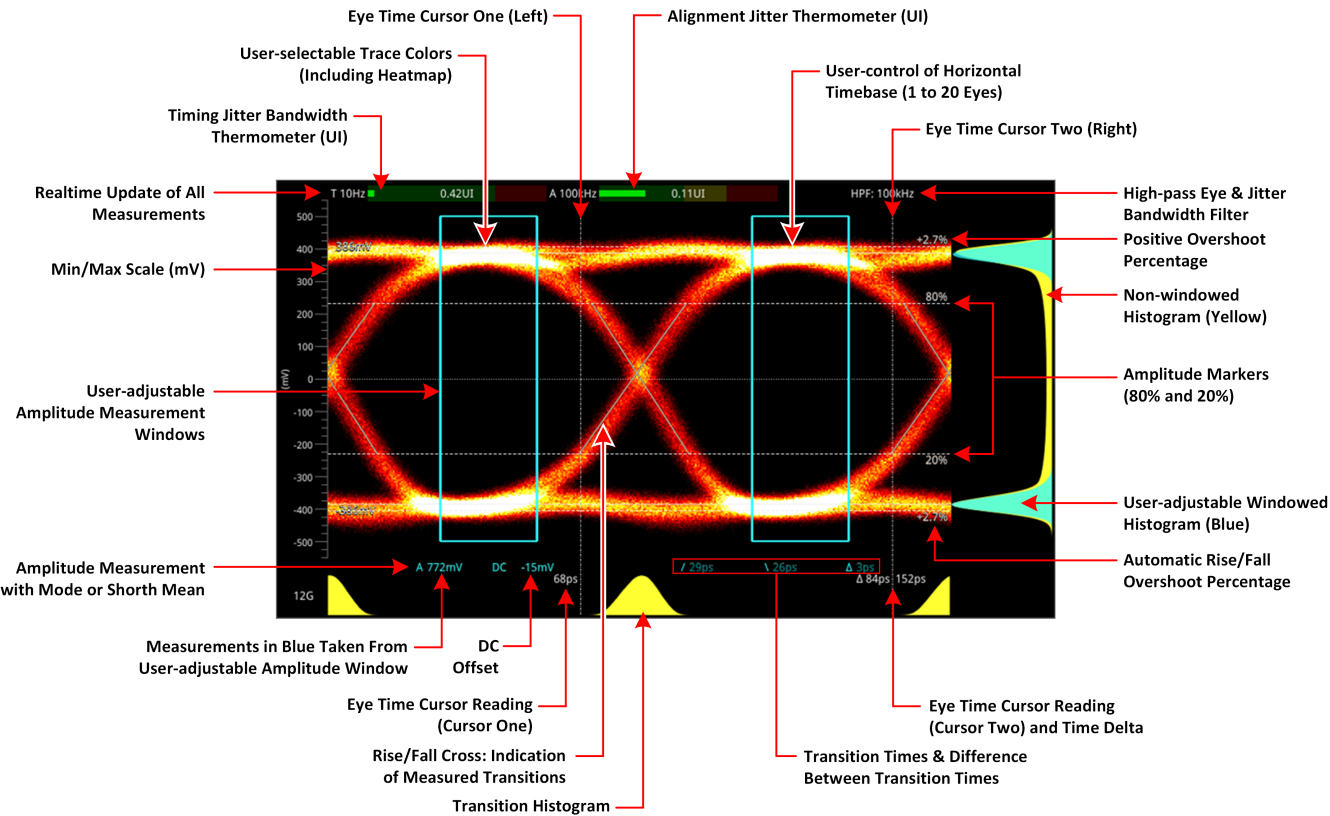 Eye Time Cursor One (Left)
Alignment Jitter Thermometer (UI)
User-selectable Trace Colors
(Including Heatmap)
User-control of Horizontal
Timebase (1 to 20 Eyes)
Timing Jitter Bandwidth
Thermometer (UI)
Eye Time Cursor Two (Right)
Realtime Update of All
Measurements
T 10Hz 0.42UI A 100kHz 0.11UI HPF: 100kHz
High-pass Eye & Jitter
Bandwidth Filter
Positive Overshoot
Percentage
Min/Max Scale (mV)
Non-windowed
Histogram (Yellow)
500
400
300
200
100
0
-100
-200
-300
-400
-500
(mV)
386mV
+2.7%
80%
20%
+2.7%
User-adjustable
Amplitude Measurement
Windows
Amplitude Markers
(80% and 20%)
User-adjustable Windowed
Histogram (Blue)
Automatic Rise/Fall
Overshoot Percentage
Amplitude Measurement
with Mode or Shorth Mean
A 772mV DC -15mV
/ 29ps \ 26ps Δ 3ps
68ps
Δ 84ps 152ps
12G
Measurements in Blue Taken From
User-adjustable Amplitude Window
DC
Offset
Eye Time Cursor Reading
(Cursor One)
Eye Time Cursor Reading
(Cursor Two) and Time Delta
Rise/Fall Cross: Indication
of Measured Transitions
Transition Times & Difference
Between Transition Times
Transition Histogram